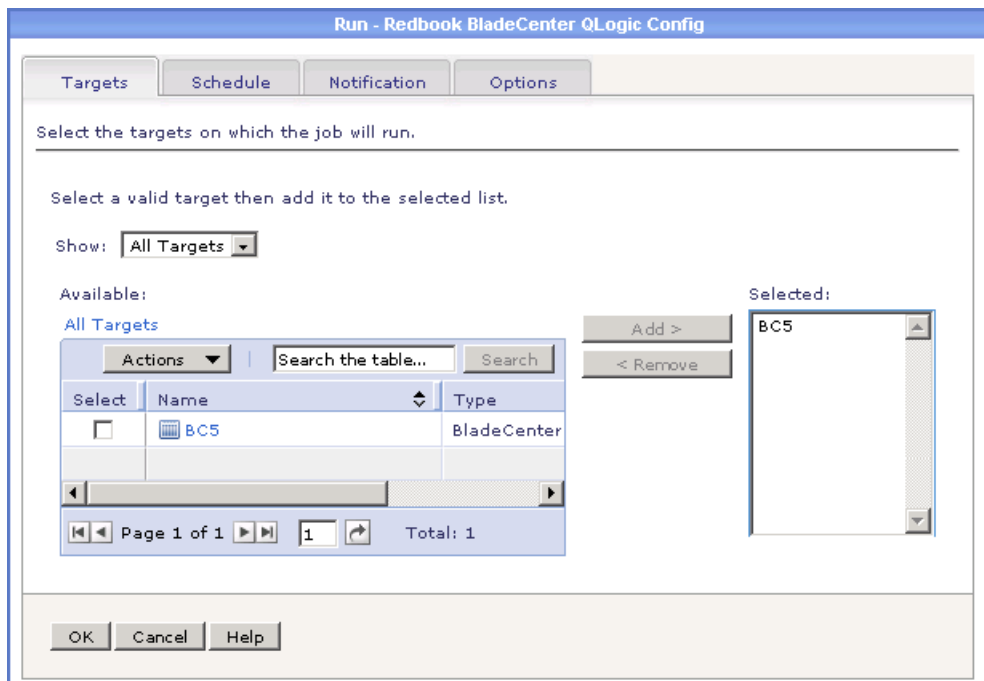 Run - Redbook BladeCenter QLogic Config
Targets Schedule Notification Options
Select the targets on which the job will run.
Select a valid target then add it to the selected list.
Show: All Targets
Available: Selected:
All Targets
Add > BC5
Actions Search the table... Search
< Remove
Select Name Type
BC5 BladeCenter
Page 1 of 1 1 Total: 1
OK Cancel Help